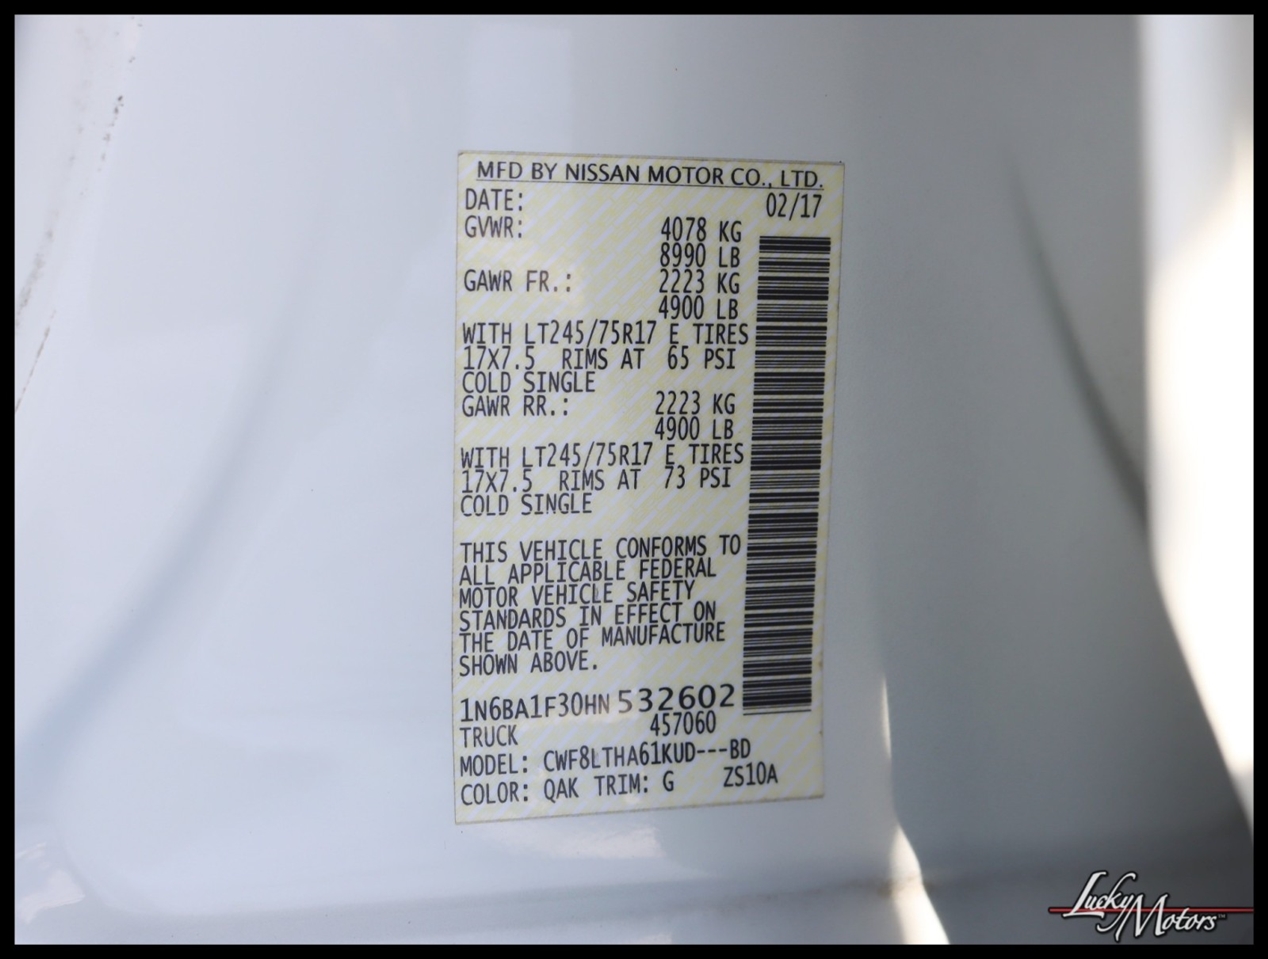 MFD BY NISSAN MOTOR CO., LTD.
DATE: 02/17
GVWR: 4078 KG
8990 LB
GAWR FR.: 2223 KG
4900 LB
WITH LT245/75R17 E TIRES
17X7.5 RIMS AT 65 PSI
COLD SINGLE
GAWR RR.: 2223 KG
4900 LB
WITH LT245/75R17 E TIRES
17X7.5 RIMS AT 73 PSI
COLD SINGLE
THIS VEHICLE CONFORMS TO
ALL APPLICABLE FEDERAL
MOTOR VEHICLE SAFETY
STANDARDS IN EFFECT ON
THE DATE OF MANUFACTURE
SHOWN ABOVE.
1N6BA1F30HN532602
TRUCK 457060
MODEL: CWF8LTHA61KUD---BD
COLOR: QAK TRIM: G ZS10A
Lucky Motors™